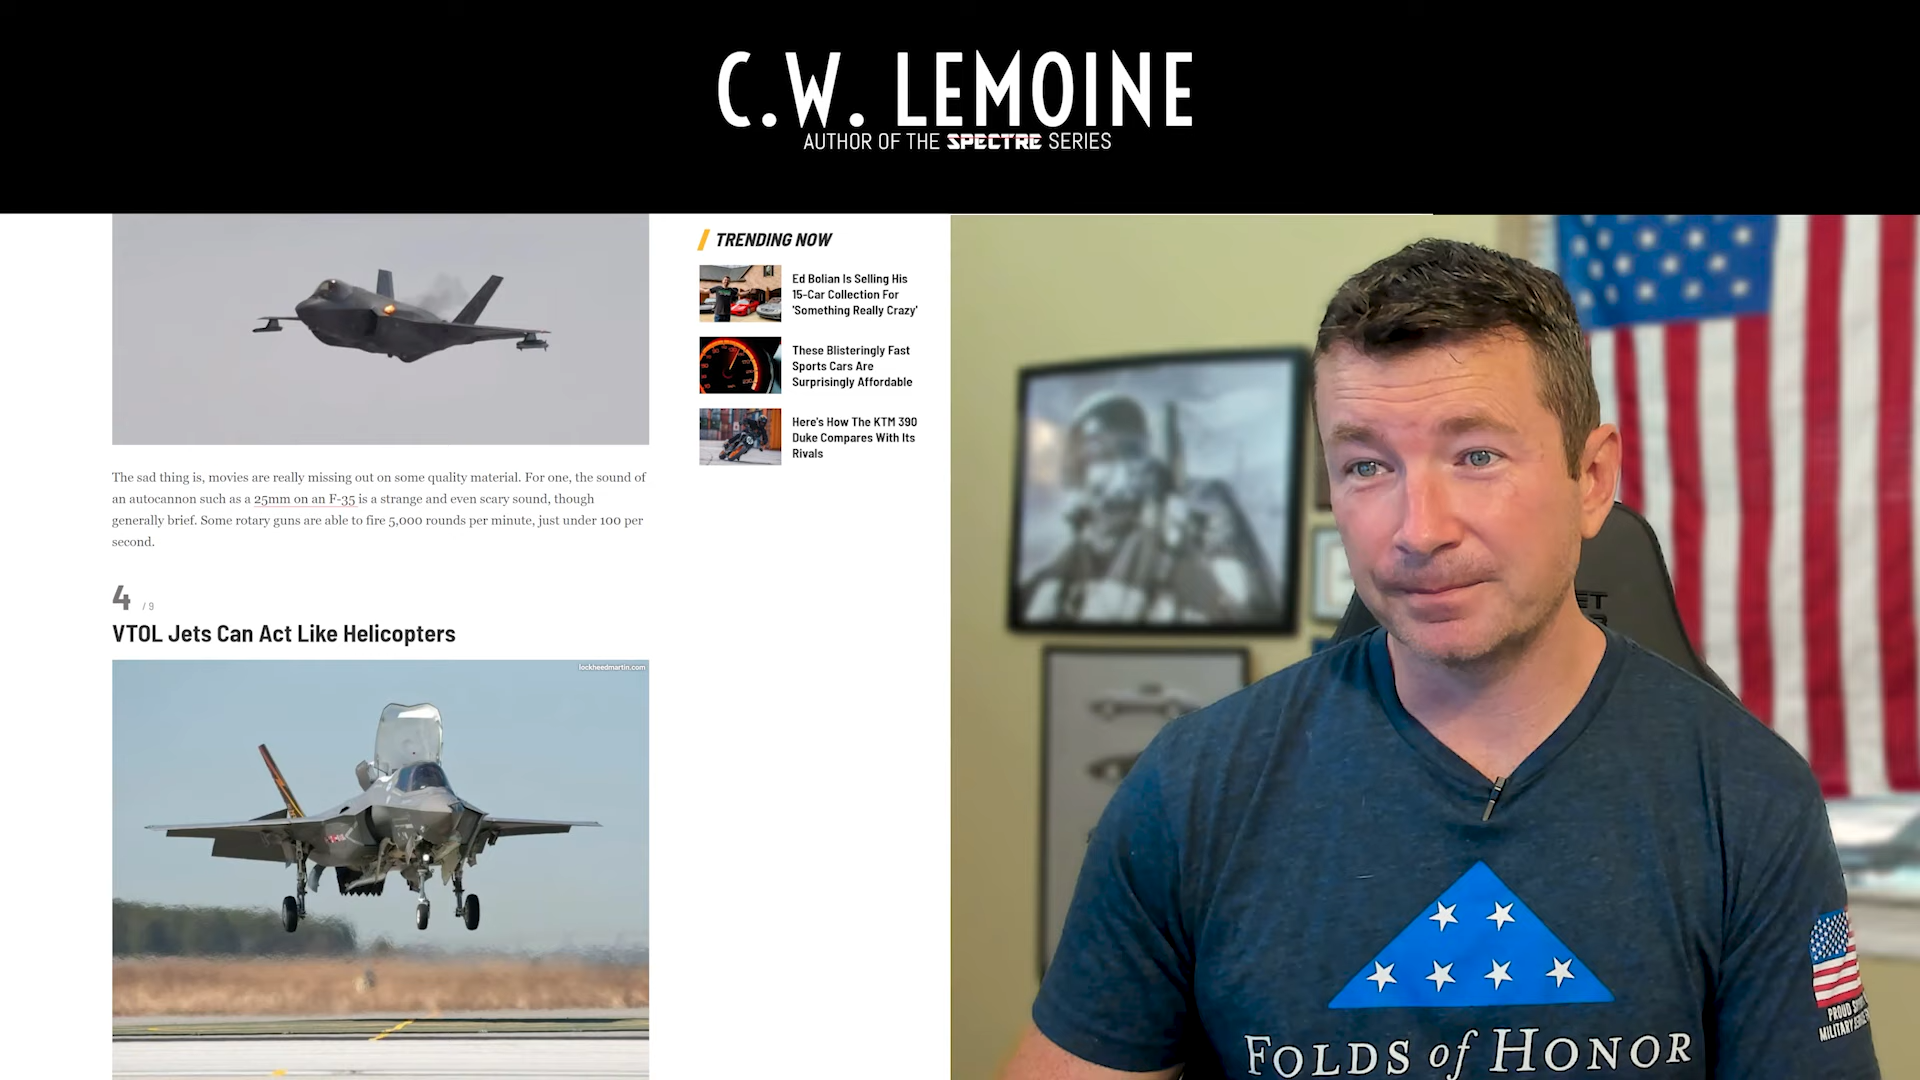 C.W. LEMOINE
AUTHOR OF THE SPECTRE SERIES
The sad thing is, movies are really missing out on some quality material. For one, the sound of
an autocannon such as a 25mm on an F-35 is a strange and even scary sound, though
generally brief. Some rotary guns are able to fire 5,000 rounds per minute, just under 100 per
second.
4 / 9
VTOL Jets Can Act Like Helicopters
lockheedmartin.com
TRENDING NOW
Ed Bolian Is Selling His
15-Car Collection For
'Something Really Crazy'
These Blisteringly Fast
Sports Cars Are
Surprisingly Affordable
Here's How The KTM 390
Duke Compares With Its
Rivals
FOLDS of HONOR
PROUD
MILITARY